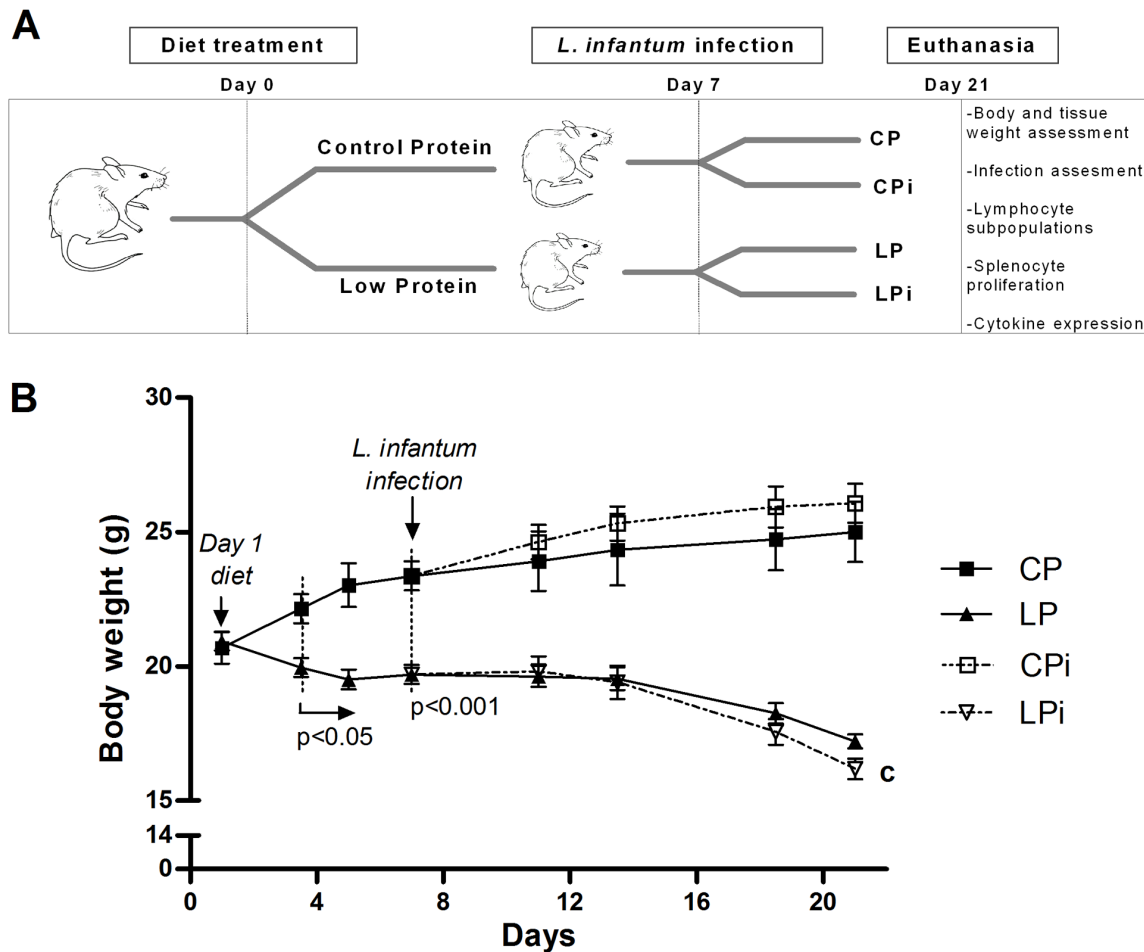 A
Diet treatment
L. infantum infection
Euthanasia
Day 0
Day 7
Day 21
Control Protein
Low Protein
CP
CPi
LP
LPi
-Body and tissue
weight assessment
-Infection assesment
-Lymphocyte
subpopulations
-Splenocyte
proliferation
-Cytokine expression
B
Body weight (g)
30
25
20
15
14
0
Day 1
diet
L. infantum
infection
p<0.05
p<0.001
c
0
4
8
12
16
20
Days
CP
LP
CPi
LPi